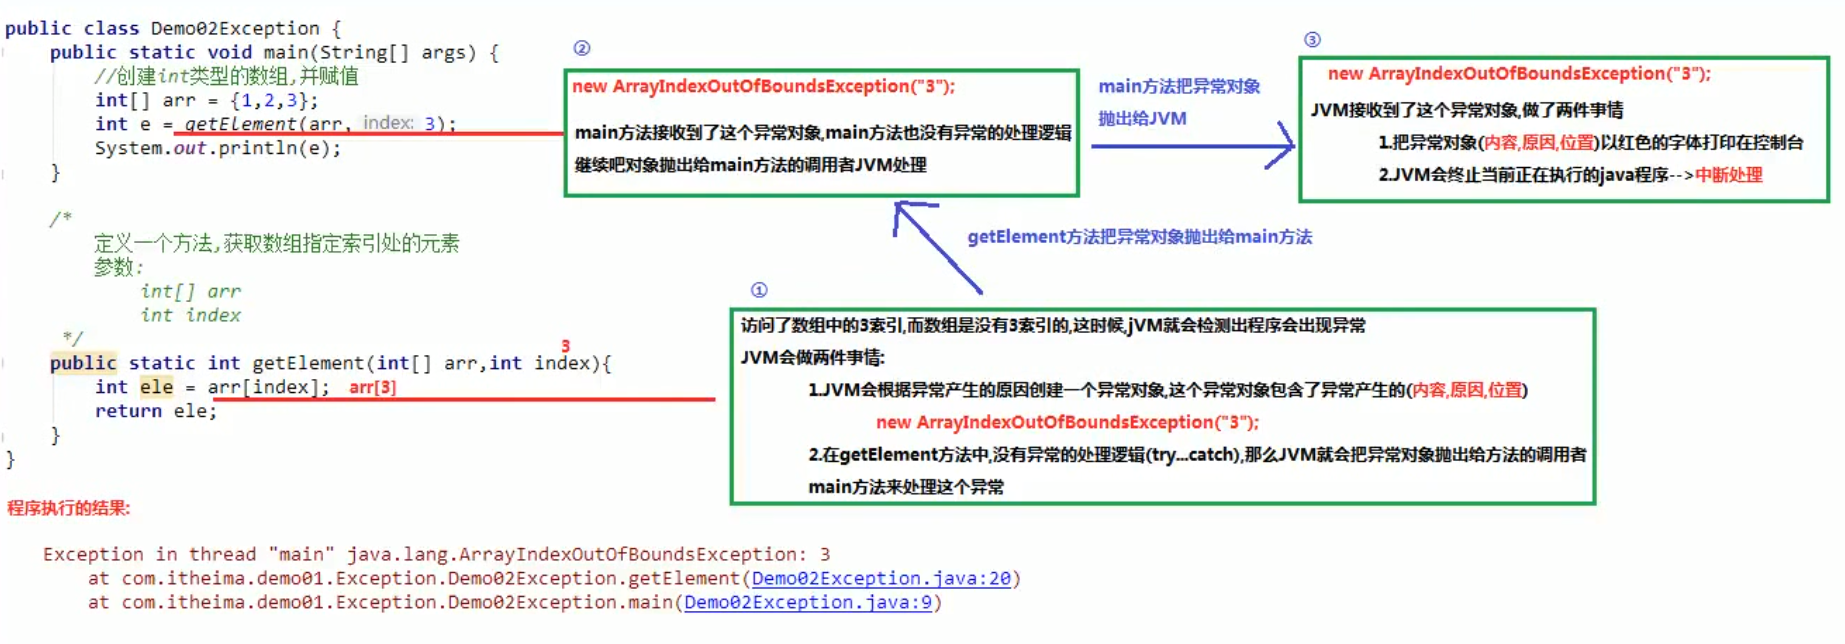 public class Demo02Exception {
public static void main(String[] args) {
//创建int类型的数组,并赋值
int[] arr = {1,2,3};
int e = getElement(arr, index: 3);
System.out.println(e);
}
/*
定义一个方法,获取数组指定索引处的元素
参数:
int[] arr
int index
*/
3
public static int getElement(int[] arr,int index){
int ele = arr[index]; arr[3]
return ele;
}
}
②
new ArrayIndexOutOfBoundsException("3");
main方法接收到了这个异常对象,main方法也没有异常的处理逻辑
继续吧对象抛出给main方法的调用者JVM处理
main方法把异常对象
抛出给JVM
③
new ArrayIndexOutOfBoundsException("3");
JVM接收到了这个异常对象,做了两件事情
1.把异常对象(内容,原因,位置)以红色的字体打印在控制台
2.JVM会终止当前正在执行的java程序-->中断处理
getElement方法把异常对象抛出给main方法
①
访问了数组中的3索引,而数组是没有3索引的,这时候,jVM就会检测出程序会出现异常
JVM会做两件事情:
1.JVM会根据异常产生的原因创建一个异常对象,这个异常对象包含了异常产生的(内容,原因,位置)
new ArrayIndexOutOfBoundsException("3");
2.在getElement方法中,没有异常的处理逻辑(try...catch),那么JVM就会把异常对象抛出给方法的调用者
main方法来处理这个异常
程序执行的结果:
Exception in thread "main" java.lang.ArrayIndexOutOfBoundsException: 3
at com.itheima.demo01.Exception.Demo02Exception.getElement(Demo02Exception.java:20)
at com.itheima.demo01.Exception.Demo02Exception.main(Demo02Exception.java:9)